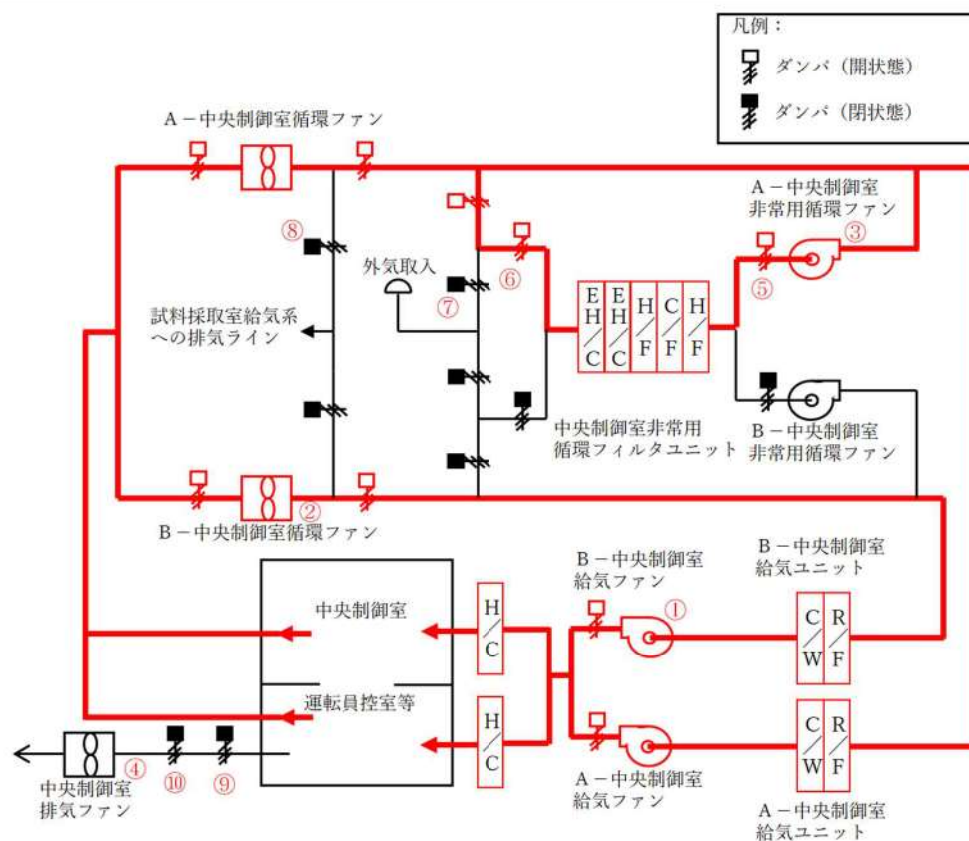 凡例：
ダンパ（開状態）
ダンパ（閉状態）
A－中央制御室循環ファン
A－中央制御室
非常用循環ファン
③
⑧
外気取入
⑥
⑤
⑦
試料採取室給気系
への排気ライン
E
H
/
C
E
H
/
C
H
/
F
C
/
F
H
/
F
中央制御室非常用
循環フィルタユニット
B－中央制御室
非常用循環ファン
②
B－中央制御室循環ファン
B－中央制御室
給気ファン
B－中央制御室
給気ユニット
①
中央制御室
H
/
C
C
/
W
R
/
F
運転員控室等
H
/
C
C
/
W
R
/
F
④
⑩
⑨
中央制御室
排気ファン
A－中央制御室
給気ファン
A－中央制御室
給気ユニット